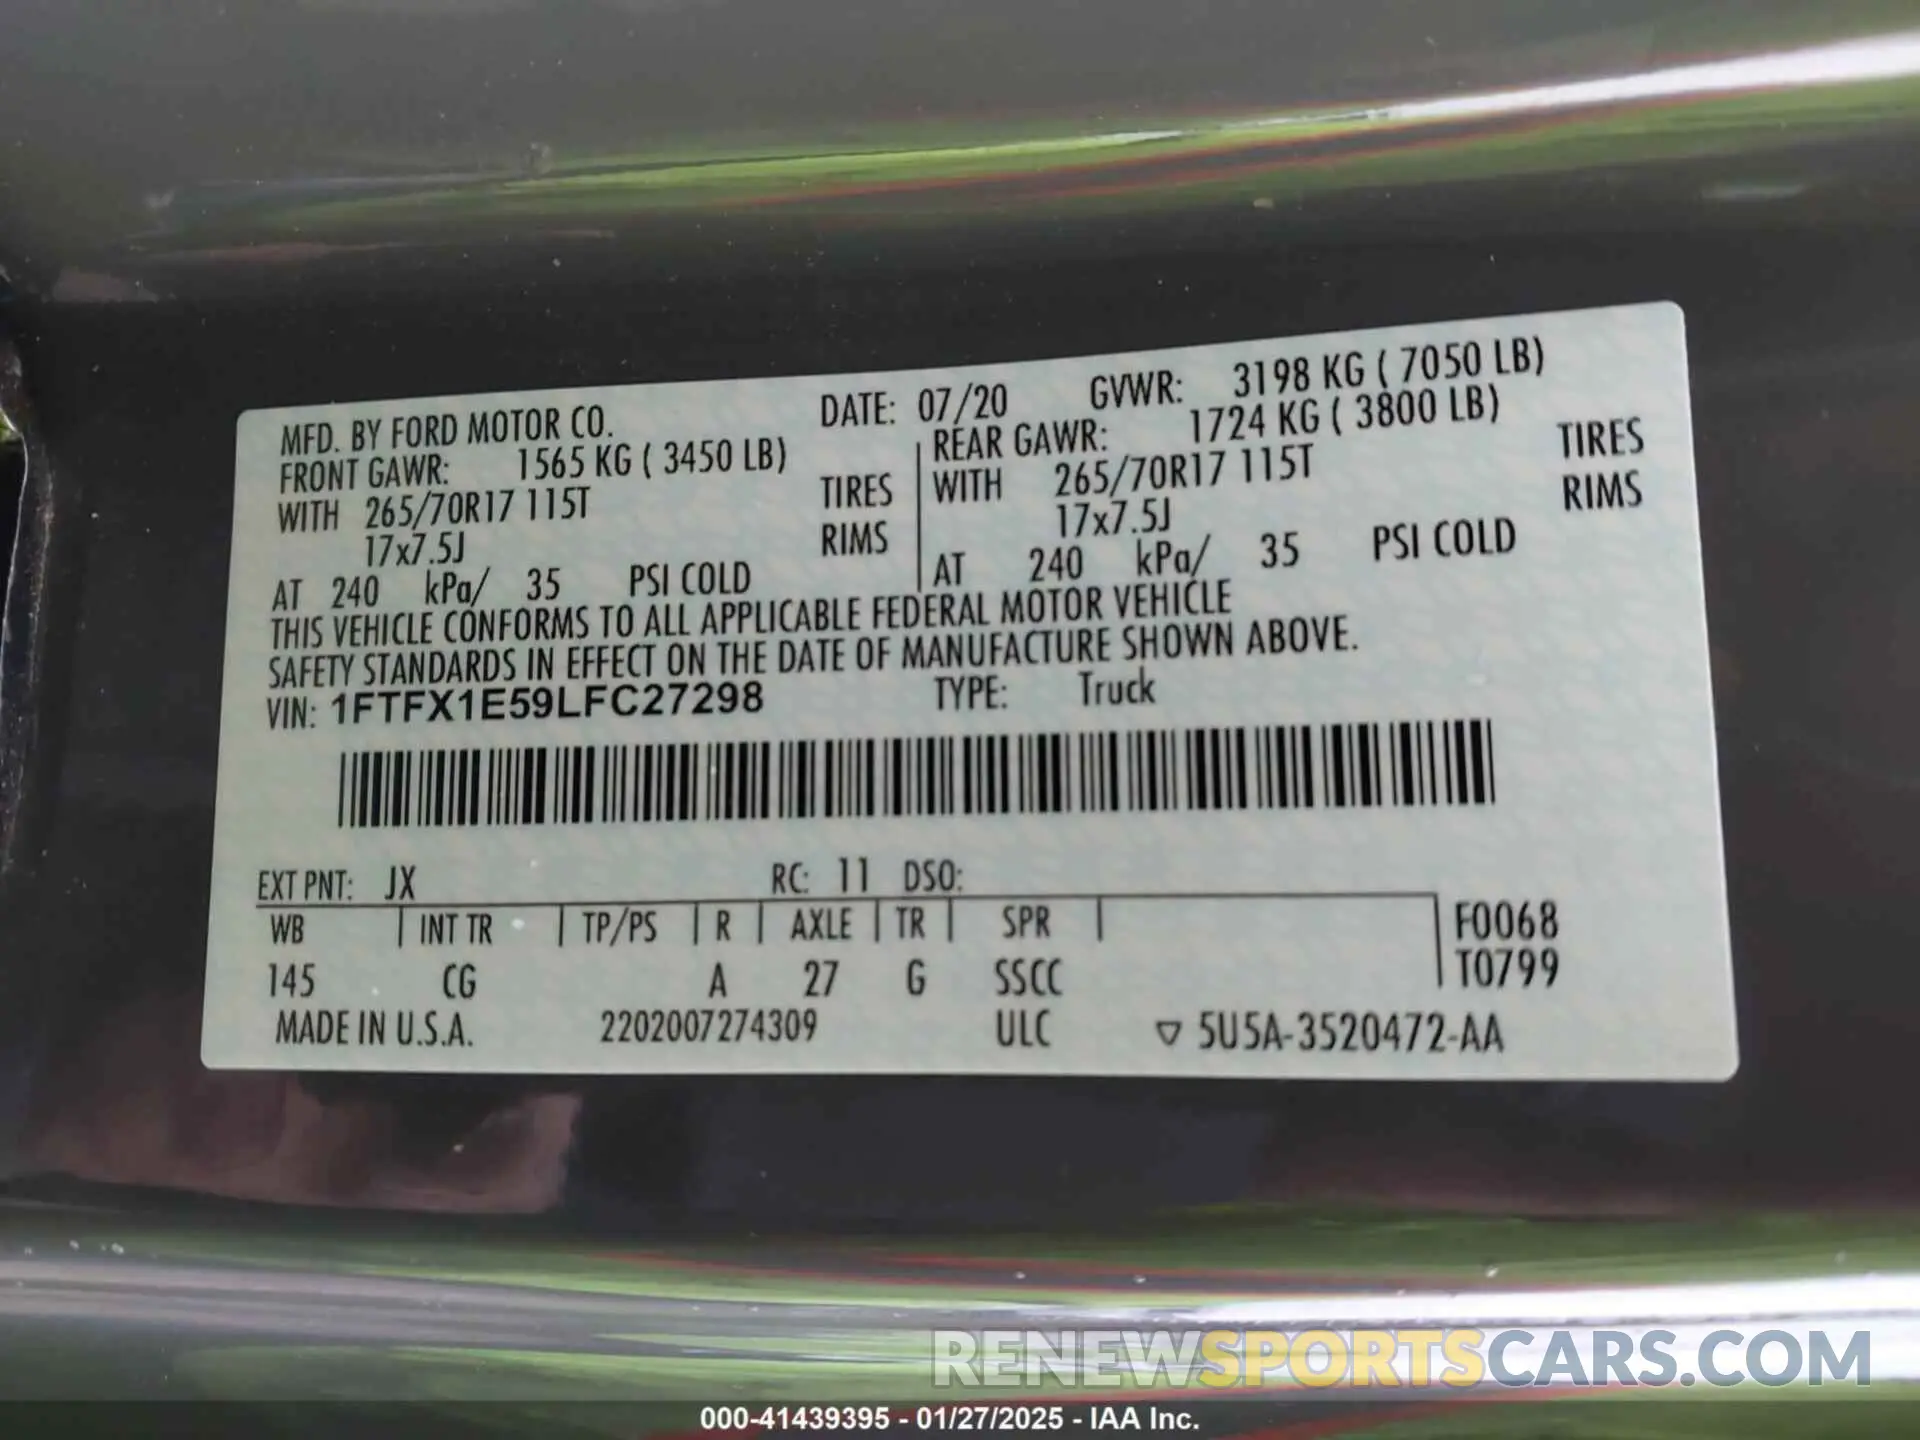 MFD. BY FORD MOTOR CO. DATE: 07/20 GVWR: 3198 KG ( 7050 LB)
FRONT GAWR: 1565 KG ( 3450 LB) REAR GAWR: 1724 KG ( 3800 LB)
WITH 265/70R17 115T TIRES WITH 265/70R17 115T TIRES
17x7.5J RIMS 17x7.5J RIMS
AT 240 kPa/ 35 PSI COLD AT 240 kPa/ 35 PSI COLD
THIS VEHICLE CONFORMS TO ALL APPLICABLE FEDERAL MOTOR VEHICLE
SAFETY STANDARDS IN EFFECT ON THE DATE OF MANUFACTURE SHOWN ABOVE.
VIN: 1FTFX1E59LFC27298 TYPE: Truck
EXT PNT: JX RC: 11 DSO:
WB INT TR TP/PS R AXLE TR SPR F0068
145 CG A 27 G SSCC T0799
MADE IN U.S.A. 2202007274309 ULC ▽ 5U5A-3520472-AA
RENEWSPORTSCARS.COM
000-41439395 - 01/27/2025 - IAA Inc.